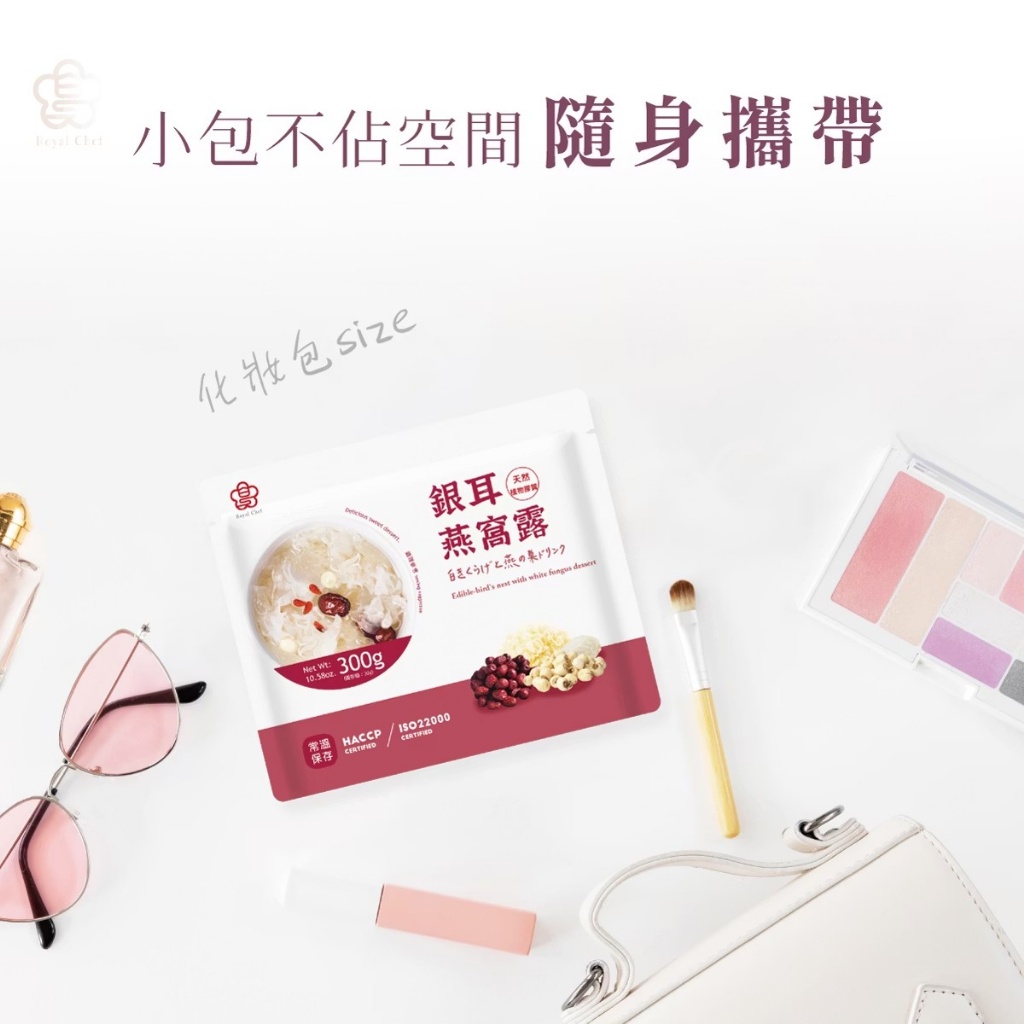 Royal Chef
小包不佔空間 隨身攜帶
化妝包size
Royal Chef
Delicious sweet dessert.
銀耳
燕窩露
天然
植物膠質
白きくらげと燕の巣ドリンク
Edible-bird's nest with white fungus dessert
Net Wt:
10.58oz.
300g
常溫
保存
HACCP
CERTIFIED
ISO22000
CERTIFIED